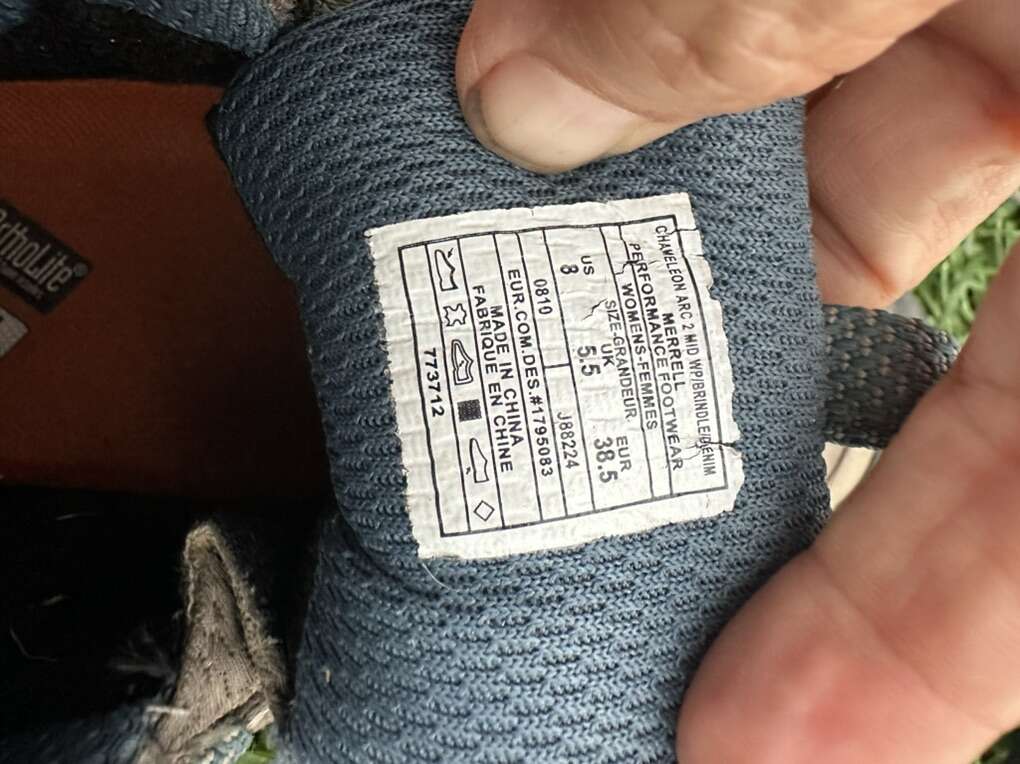 CHAMELEON ARC 2 MID WP/BRINDLE/DENIM
MERRELL
PERFORMANCE FOOTWEAR
WOMENS-FEMMES
SIZE-GRANDEUR
US UK EUR
8 5.5 38.5
0810 J88224
EUR.COM.DES.#1795083
MADE IN CHINA
FABRIQUE EN CHINE
773712
OrthoLite